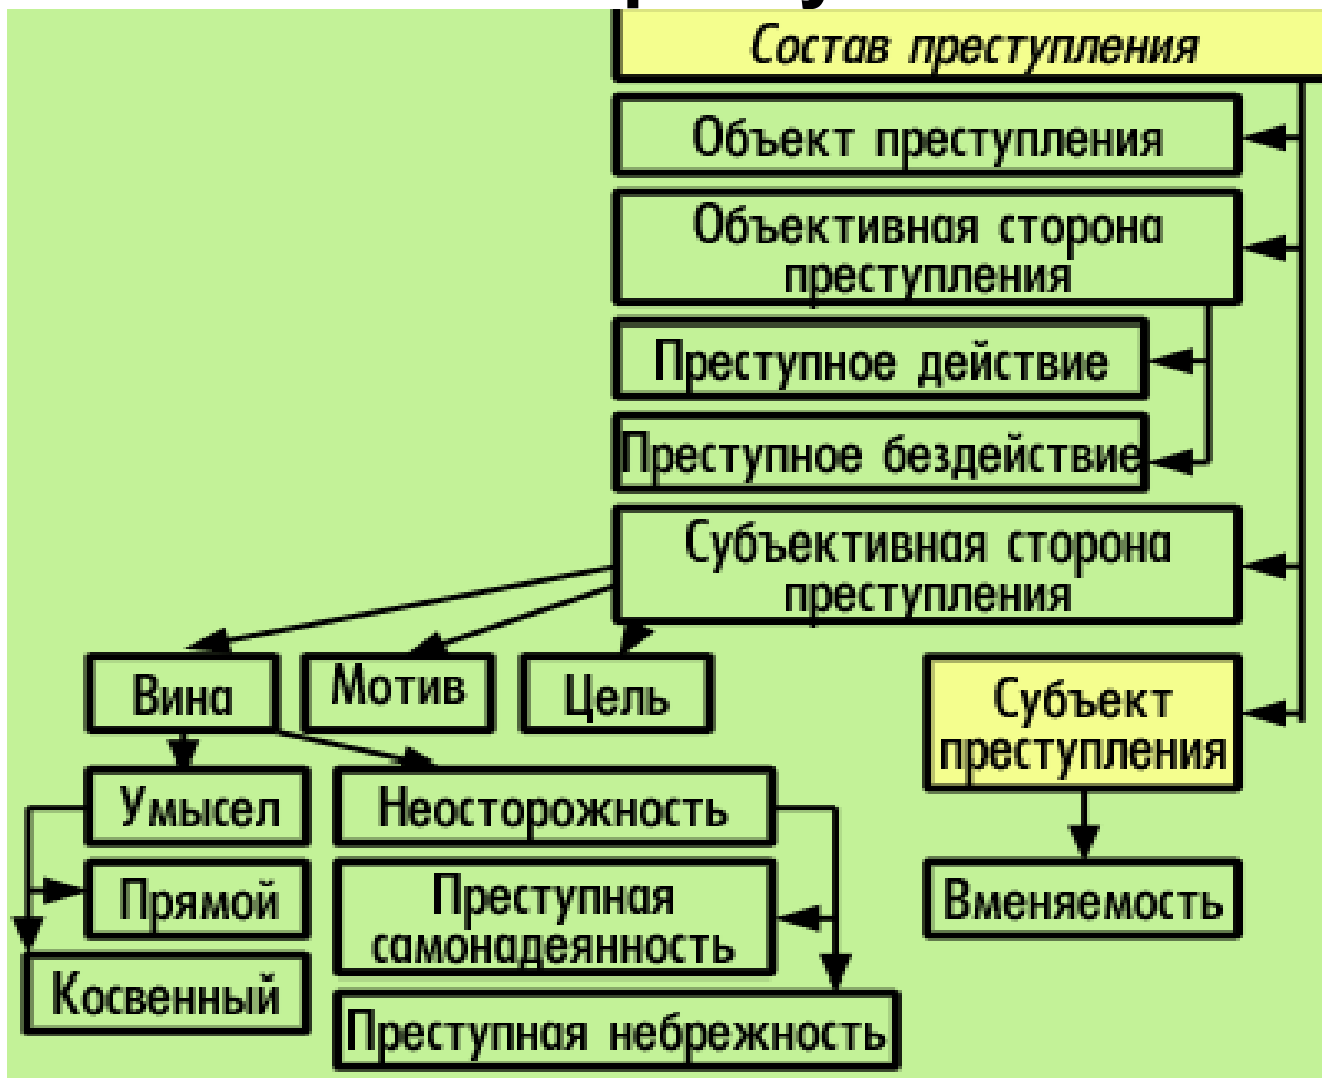 Состав преступления
Объект преступления
Объективная сторона
преступления
Преступное действие
Преступное бездействие
Субъективная сторона
преступления
Вина
Мотив
Цель
Субъект
преступления
Умысел
Неосторожность
Прямой
Преступная
самонадеянность
Вменяемость
Косвенный
Преступная небрежность